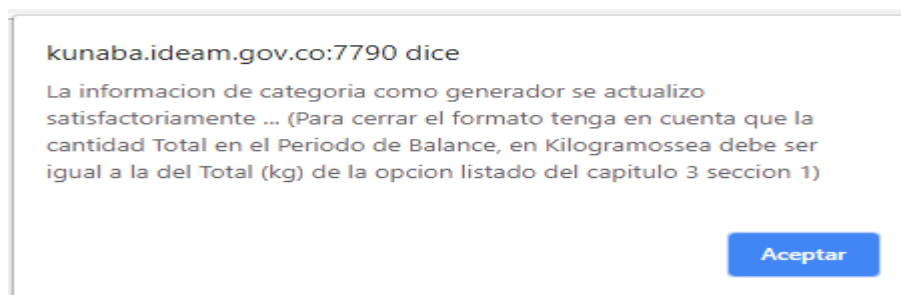 kunaba.ideam.gov.co:7790 dice
La informacion de categoria como generador se actualizo
satisfactoriamente ... (Para cerrar el formato tenga en cuenta que la
cantidad Total en el Periodo de Balance, en Kilogramossea debe ser
igual a la del Total (kg) de la opcion listado del capitulo 3 seccion 1)
Aceptar